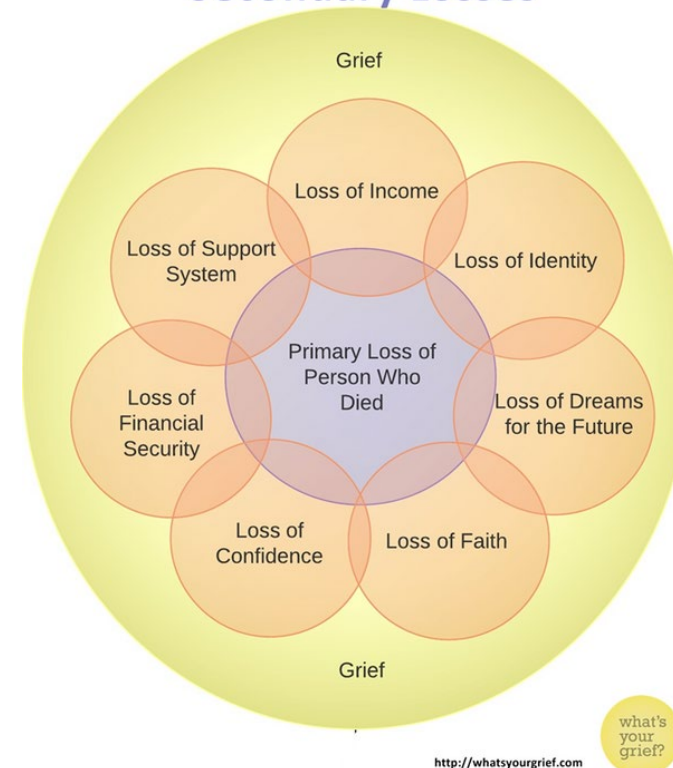 Secondary Losses
Grief
Loss of Income
Loss of Support
System
Loss of Identity
Primary Loss of
Person Who
Died
Loss of
Financial
Security
Loss of Dreams
for the Future
Loss of
Confidence
Loss of Faith
Grief
what's
your
grief?
http://whatsyourgrief.com